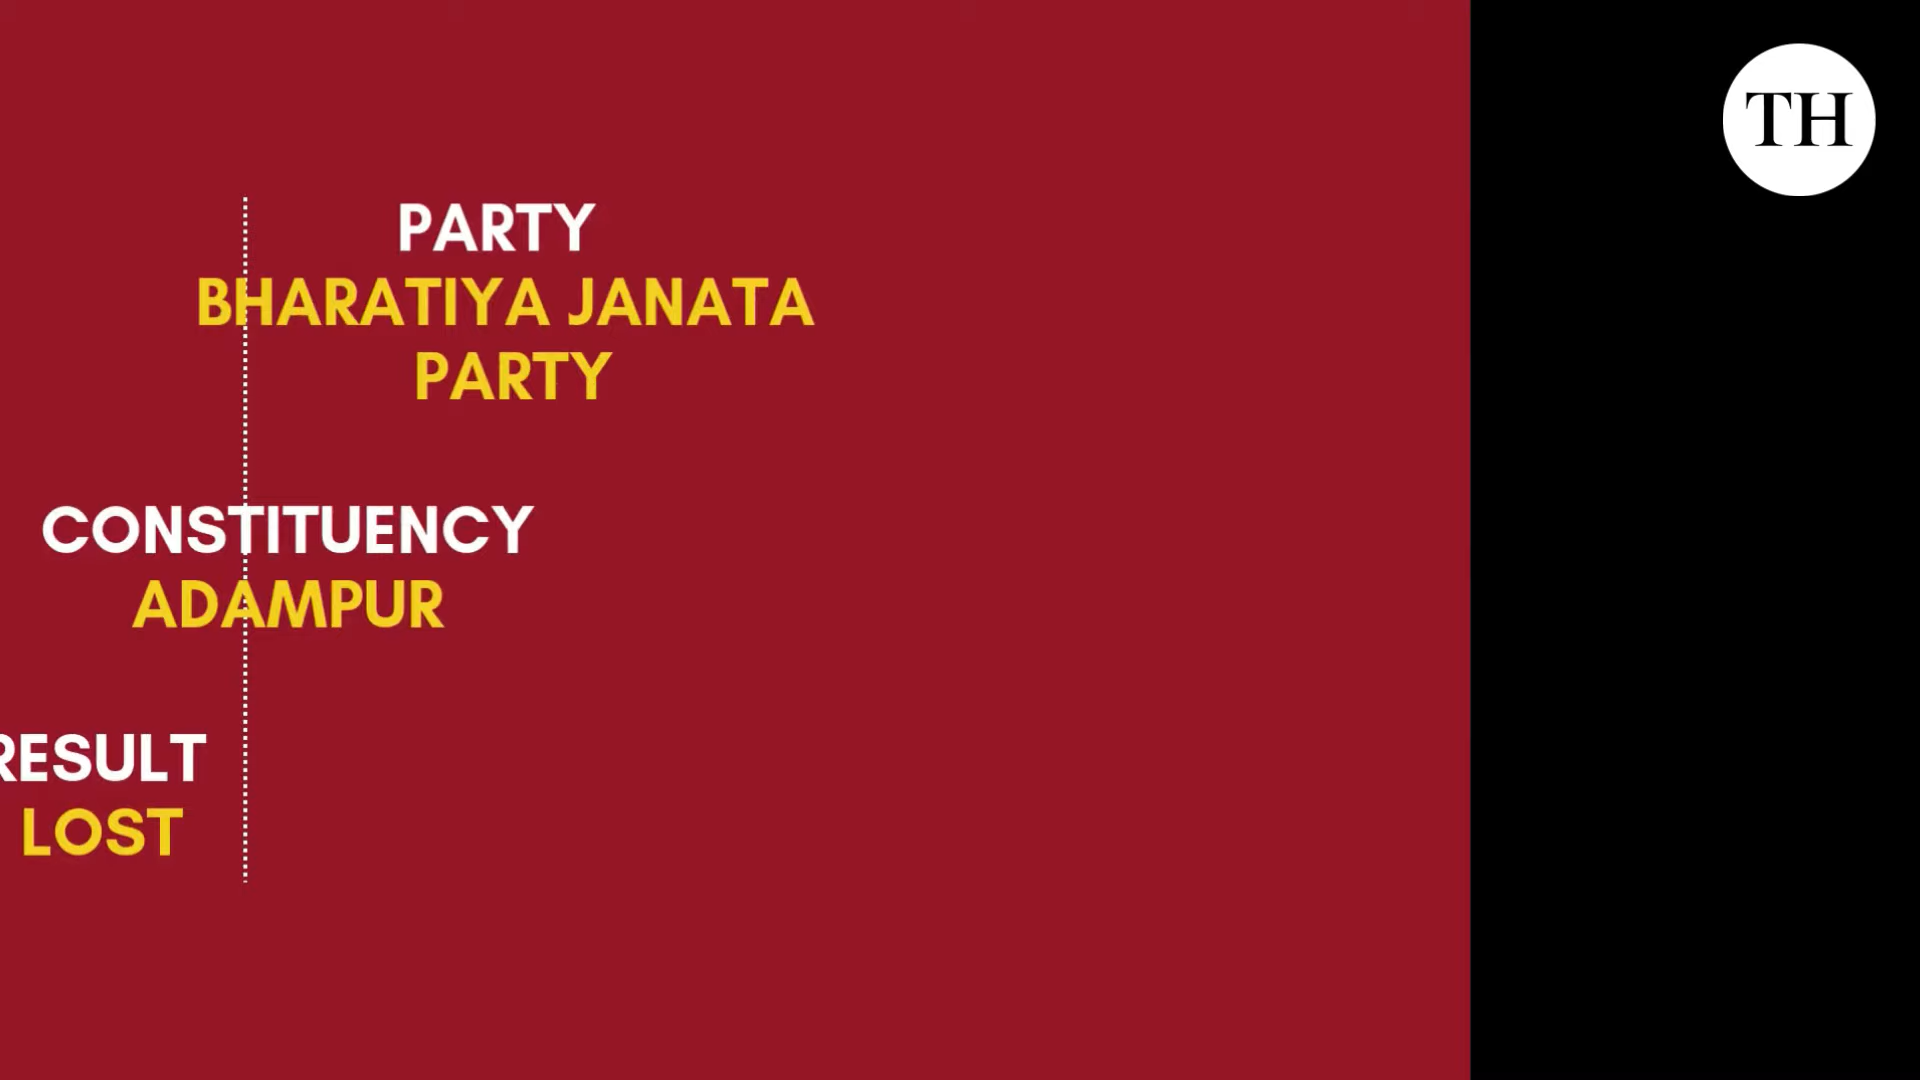 TH
PARTY
BHARATIYA JANATA
PARTY
CONSTITUENCY
ADAMPUR
RESULT
LOST